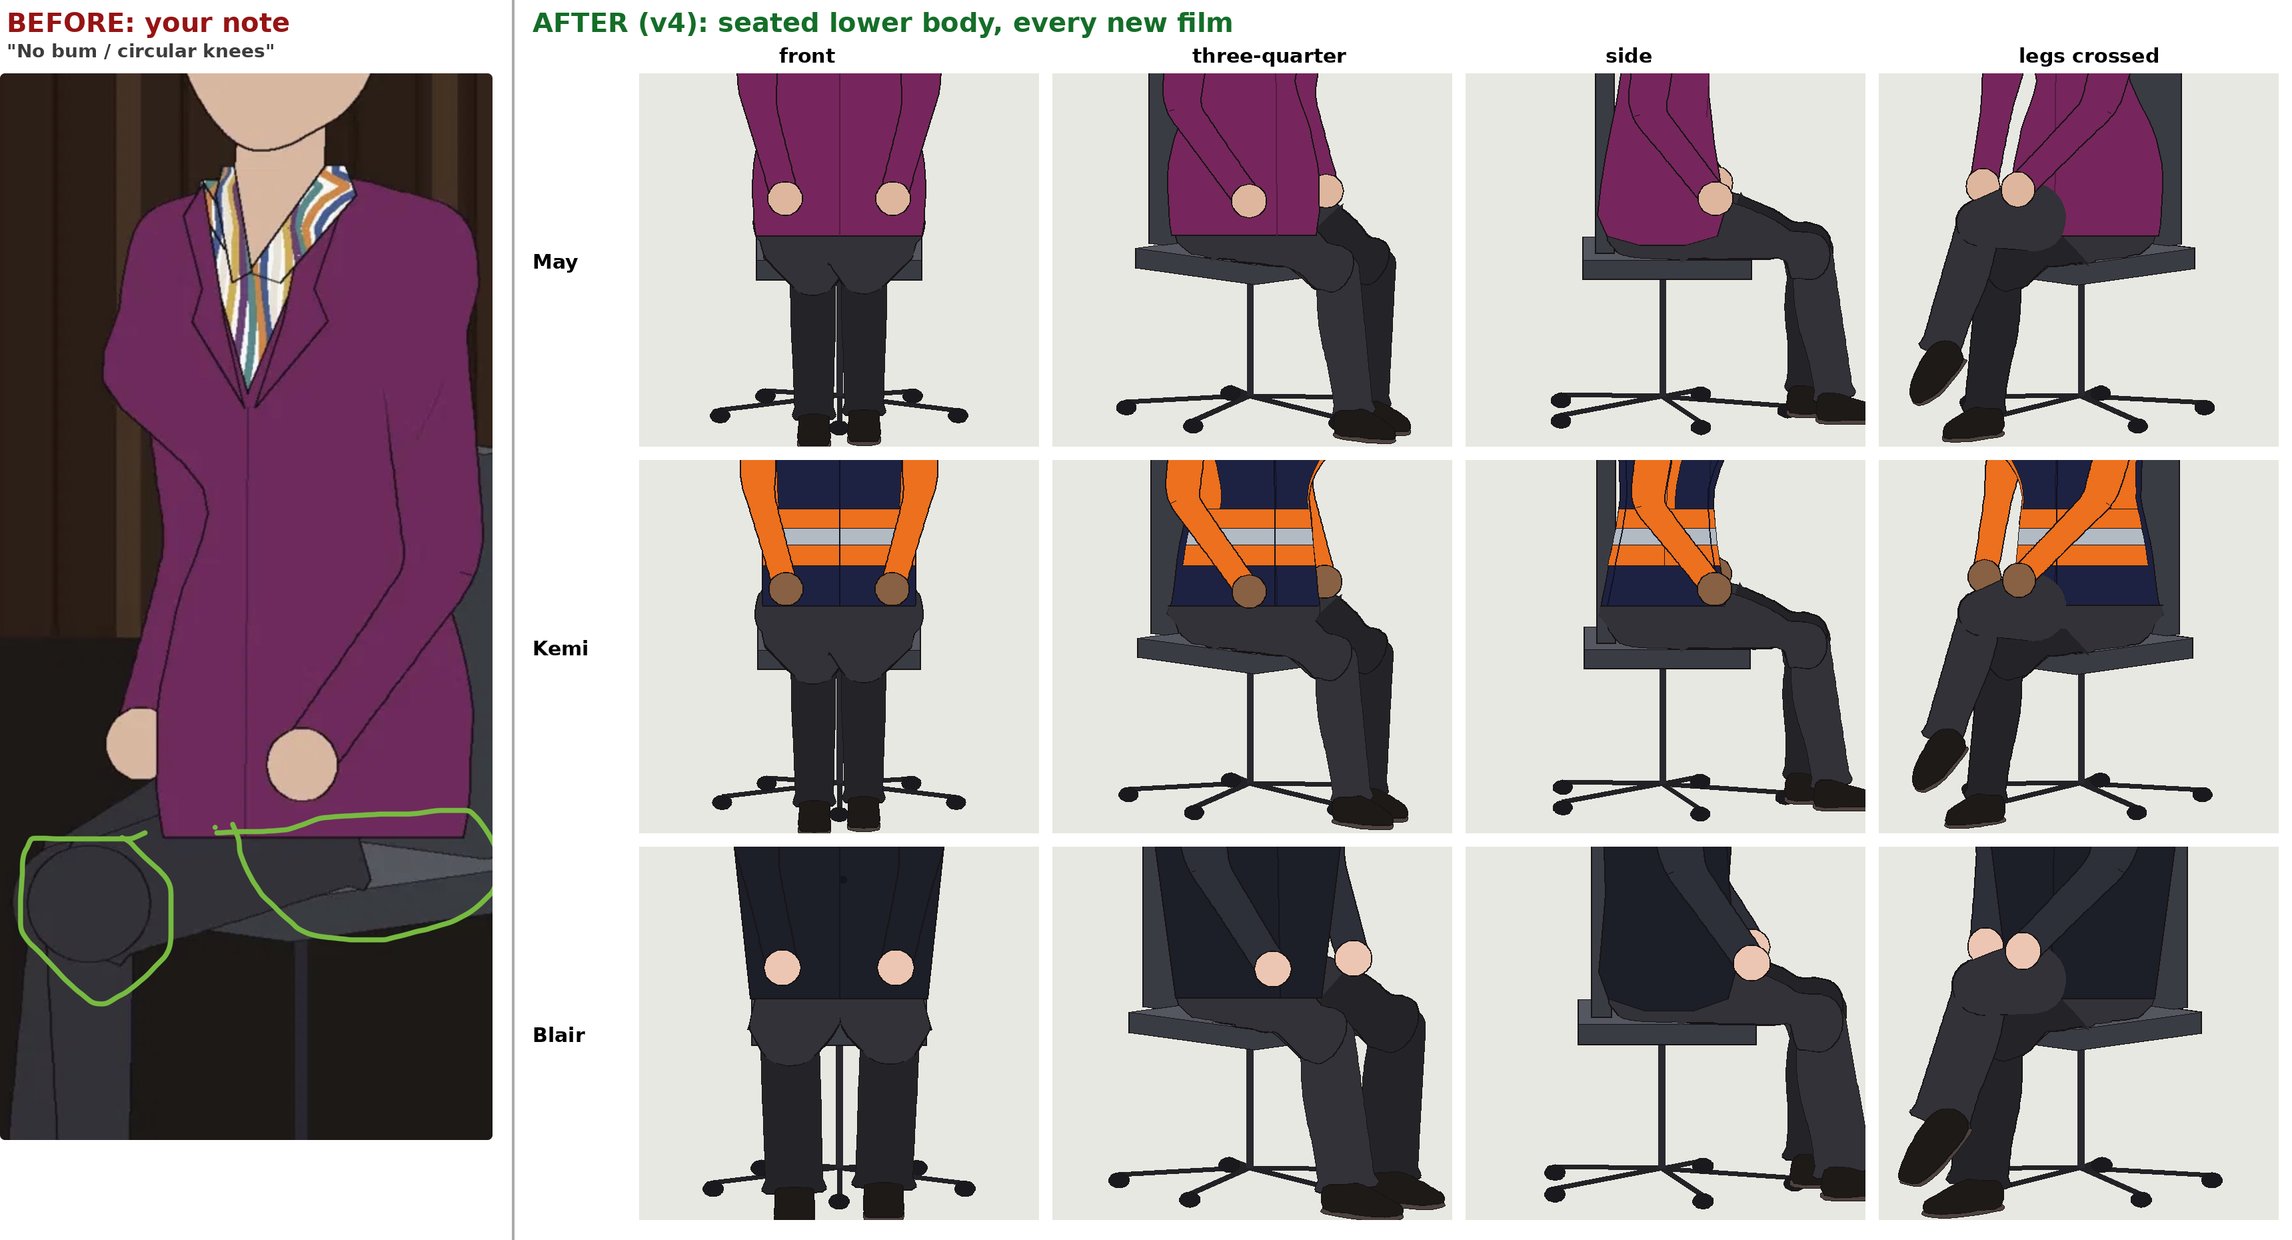 BEFORE: your note
"No bum / circular knees"
AFTER (v4): seated lower body, every new film
front three-quarter side legs crossed
May
Kemi
Blair